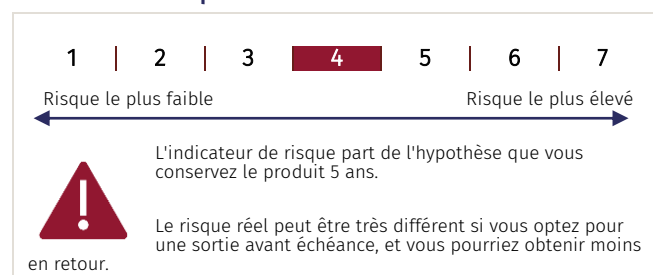 1 | 2 | 3 4 5 | 6 | 7
Risque le plus faible Risque le plus élevé
L'indicateur de risque part de l'hypothèse que vous
conservez le produit 5 ans.
Le risque réel peut être très différent si vous optez pour
une sortie avant échéance, et vous pourriez obtenir moins
en retour.